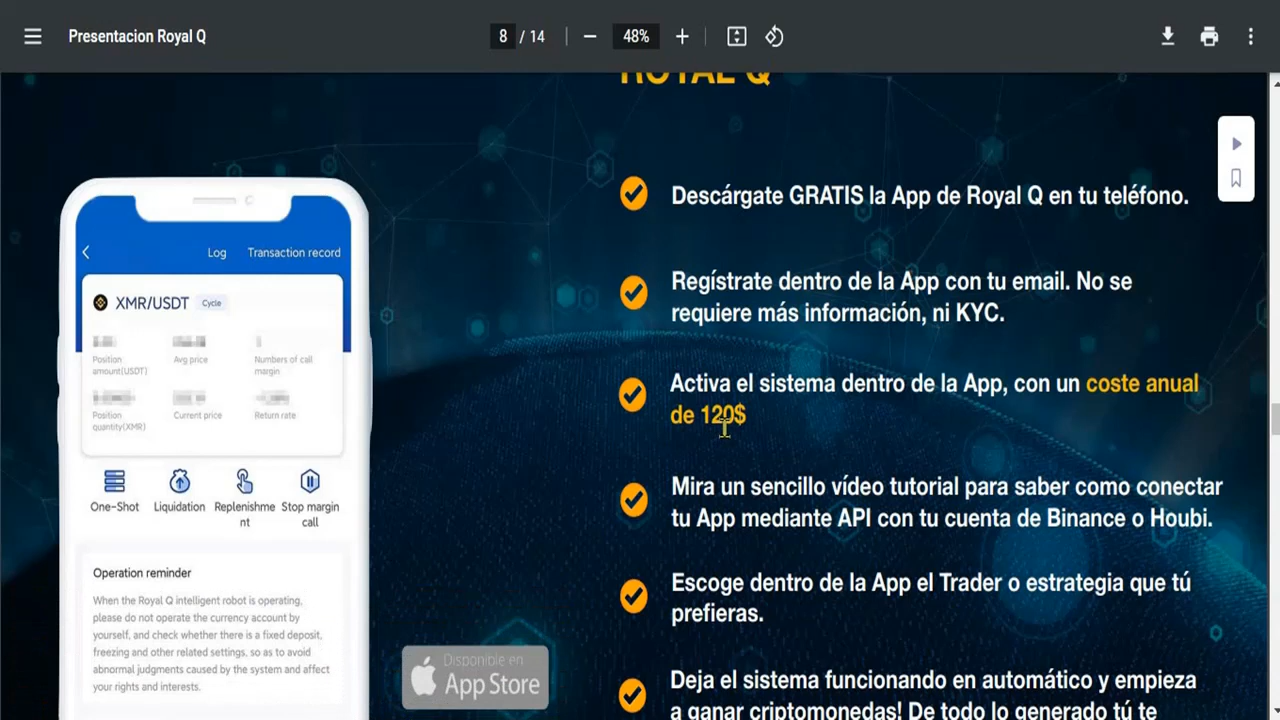 Presentacion Royal Q
8 / 14
48%
ROYAL Q
Descárgate GRATIS la App de Royal Q en tu teléfono.
Regístrate dentro de la App con tu email. No se
requiere más información, ni KYC.
Activa el sistema dentro de la App, con un coste anual
de 120$
Mira un sencillo vídeo tutorial para saber como conectar
tu App mediante API con tu cuenta de Binance o Houbi.
Escoge dentro de la App el Trader o estrategia que tú
prefieras.
Deja el sistema funcionando en automático y empieza
a ganar criptomonedas! De todo lo generado tú te
Log Transaction record
XMR/USDT Cycle
Position
amount(USDT)
Avg price
Numbers of call
margin
Position
quantity(XMR)
Current price
Return rate
One-Shot
Liquidation
Replenishme
nt
Stop margin
call
Operation reminder
When the Royal Q intelligent robot is operating,
please do not operate the currency account by
yourself, and check whether there is a fixed deposit,
freezing and other related settings, so as to avoid
abnormal judgments caused by the system and affect
your rights and interests.
Disponible en
App Store